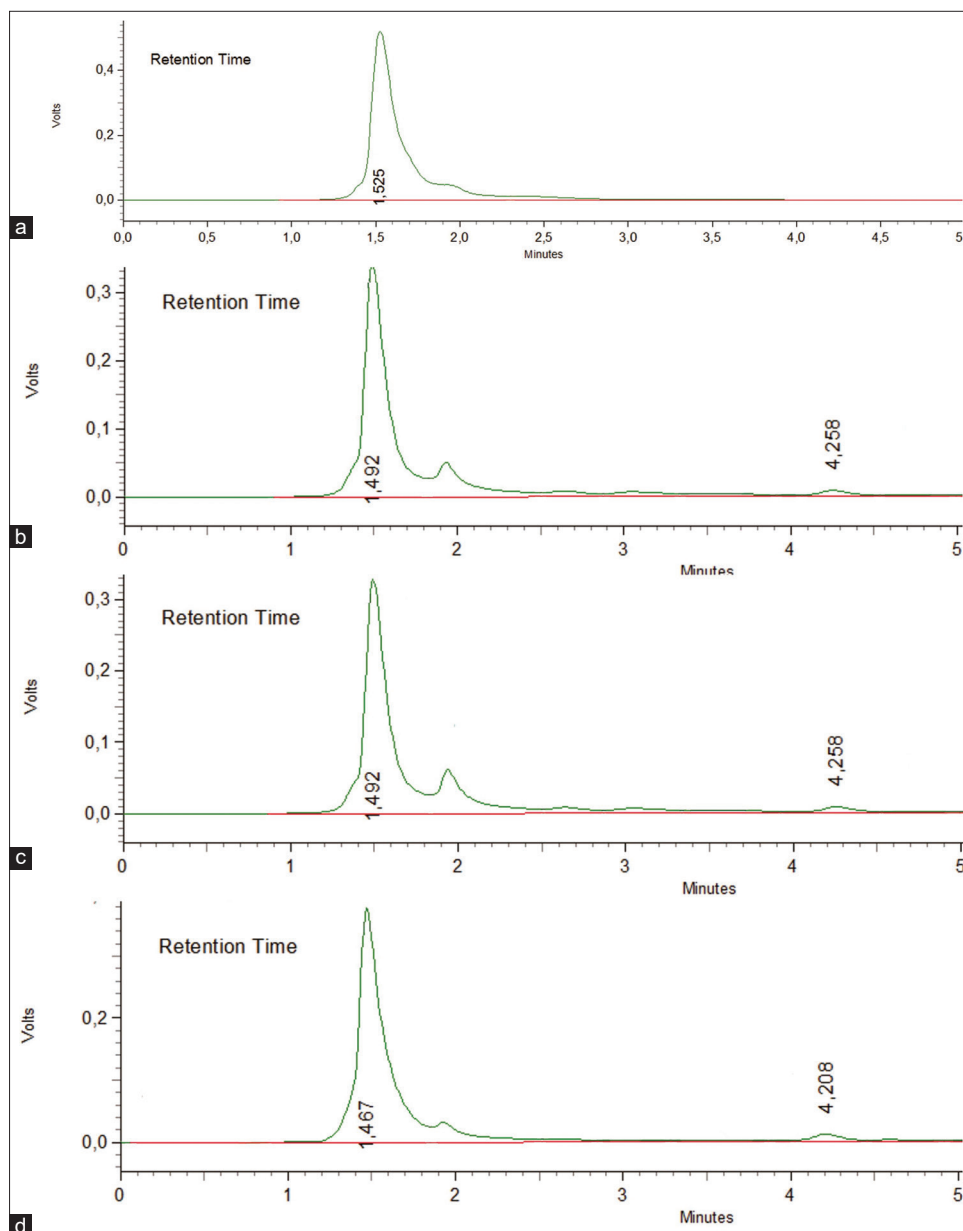 Retention Time
Volts
0,4
0,2
0,0
1,525
0,0 0,5 1,0 1,5 2,0 2,5 3,0 3,5 4,0 4,5 5
Minutes
a
Retention Time
Volts
0,3
0,2
0,1
0,0
1,492
4,258
0 1 2 3 4 5
Minutes
b
Retention Time
Volts
0,3
0,2
0,1
0,0
1,492
4,258
0 1 2 3 4 5
Minutes
c
Retention Time
Volts
0,2
0,0
1,467
4,208
0 1 2 3 4 5
Minutes
d